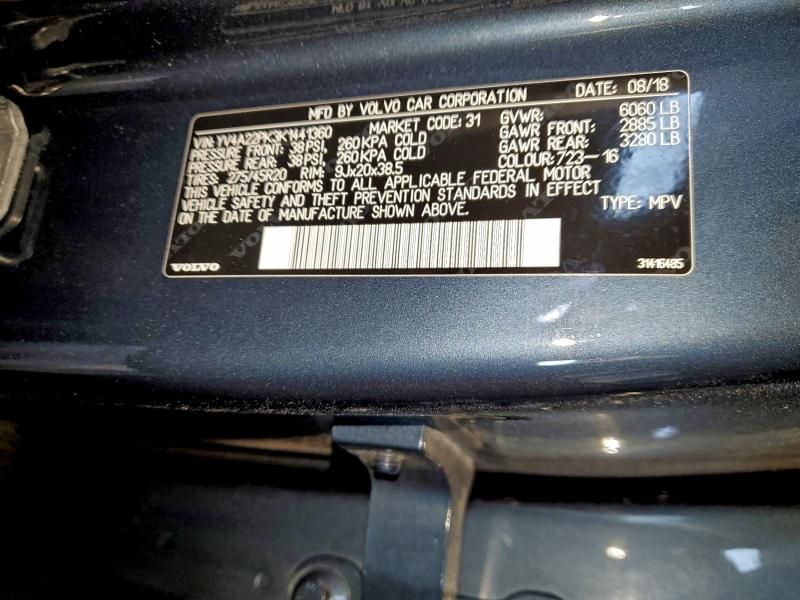 MFD BY VOLVO CAR CORPORATION DATE: 08/18
VIN: YV4A22PK3K1441360 MARKET CODE: 31 GVWR: 6060 LB
PRESSURE FRONT: 38 PSI, 260 KPA COLD GAWR FRONT: 2885 LB
PRESSURE REAR: 38 PSI, 260 KPA COLD GAWR REAR: 3280 LB
TIRES: 275/45R20 RIM: 9Jx20x38.5 COLOUR: 723-16
THIS VEHICLE CONFORMS TO ALL APPLICABLE FEDERAL MOTOR
VEHICLE SAFETY AND THEFT PREVENTION STANDARDS IN EFFECT
ON THE DATE OF MANUFACTURE SHOWN ABOVE. TYPE: MPV
VOLVO 31416485